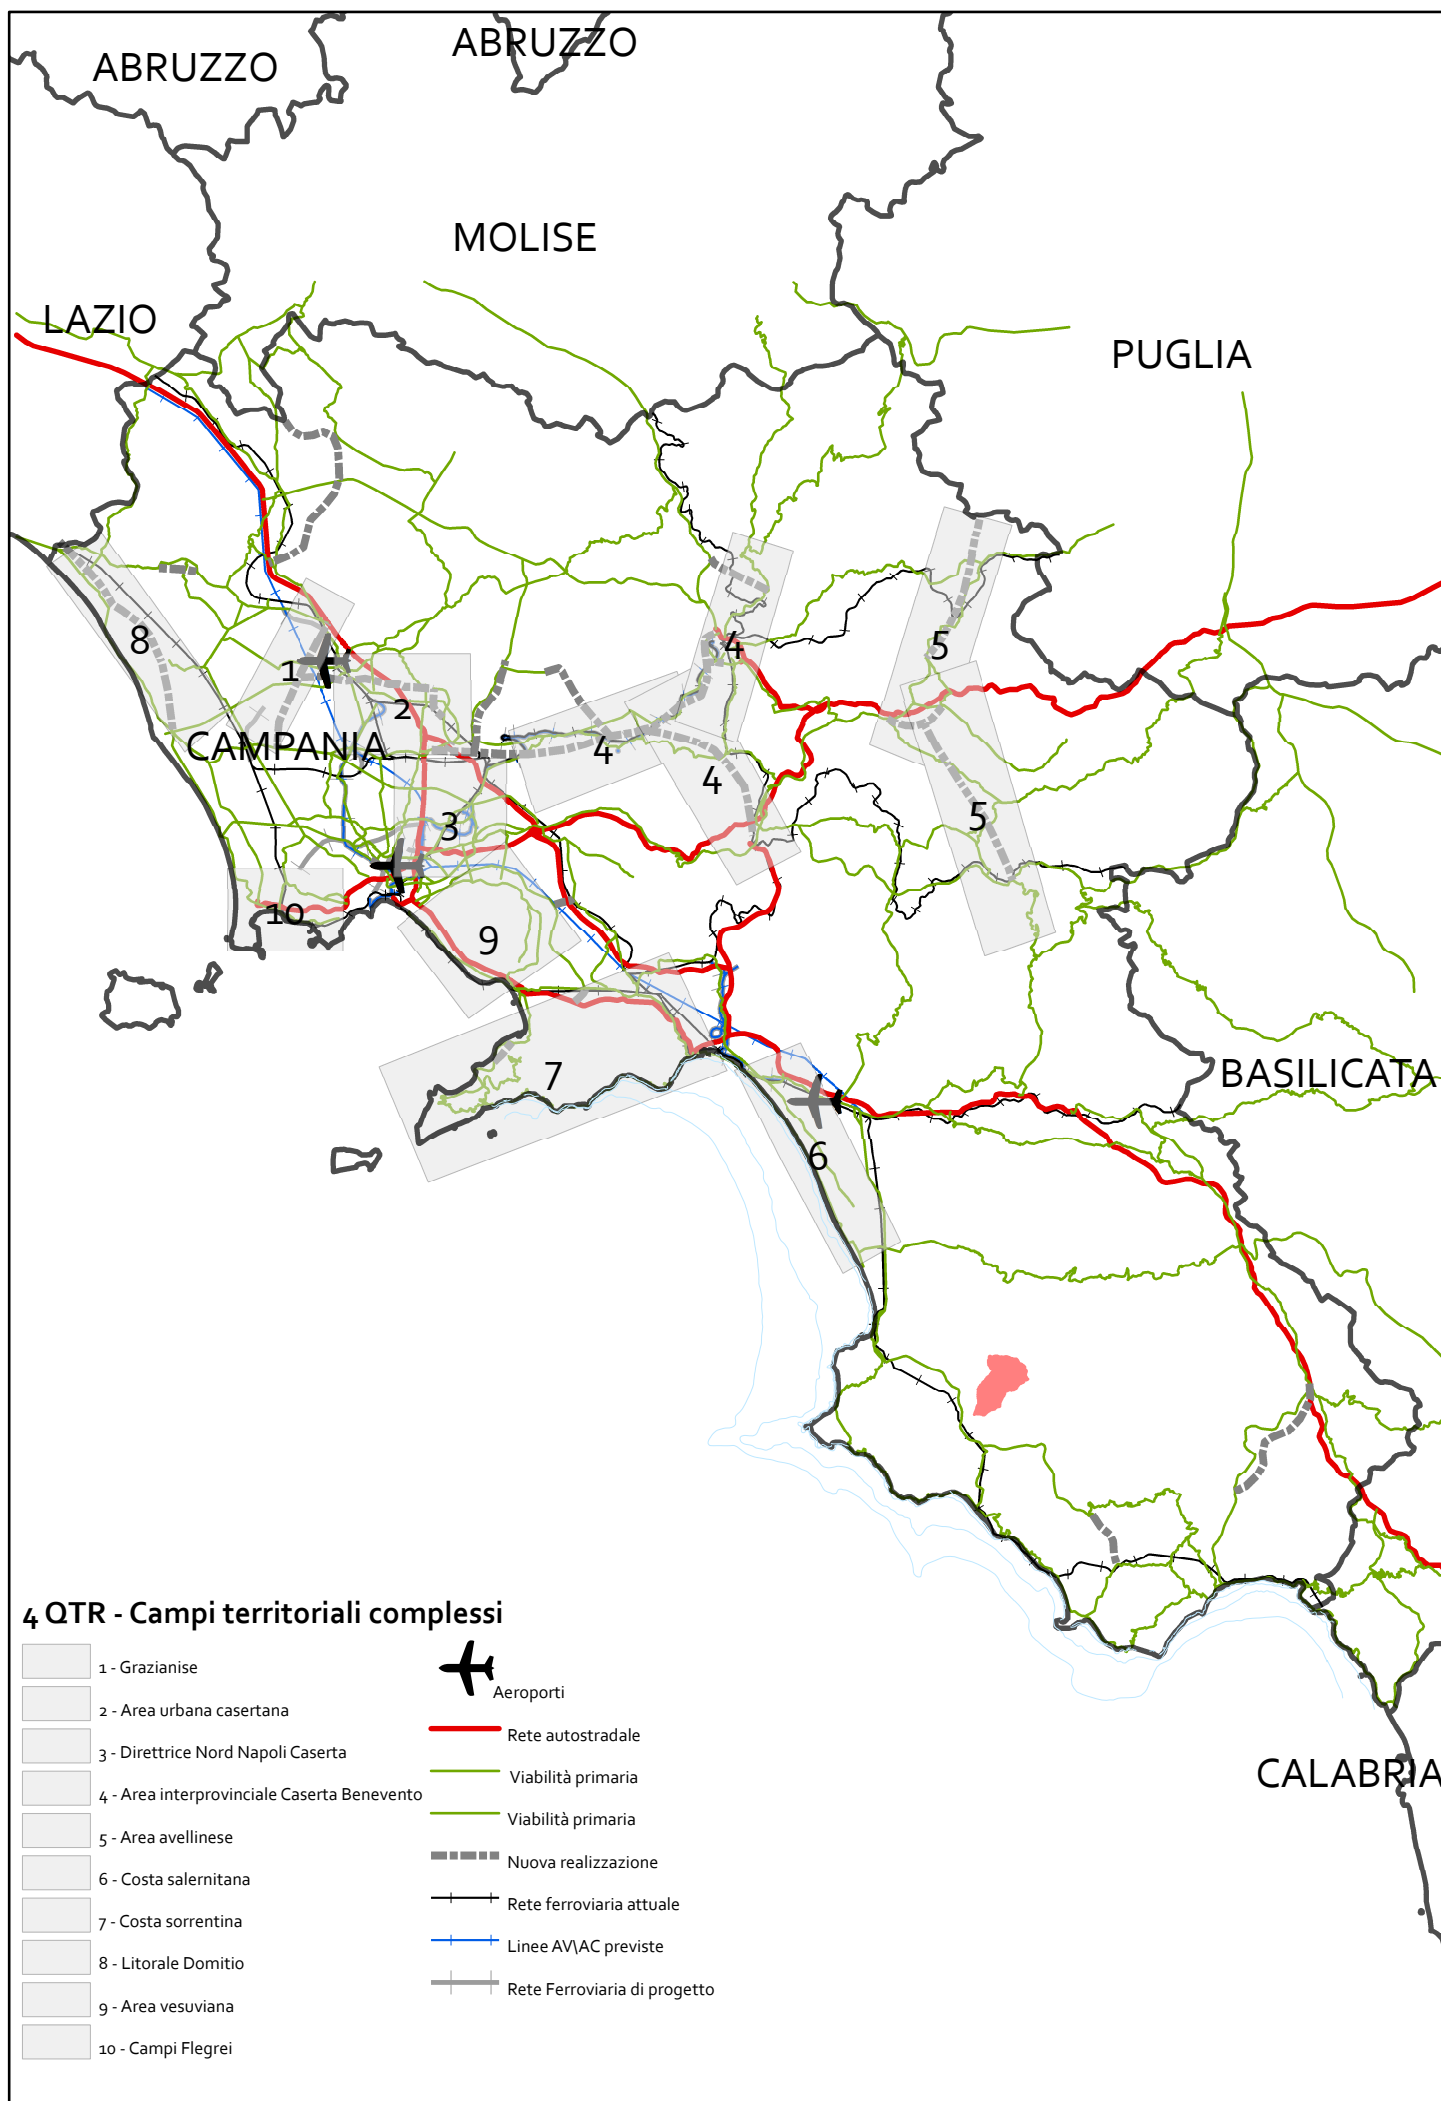 ABRUZZO
ABRUZZO
MOLISE
LAZIO
PUGLIA
8
1
4
5
2
CAMPANIA
4
4
3
5
10
9
7
BASILICATA
6
CALABRIA
4 QTR - Campi territoriali complessi
1 - Grazianise
2 - Area urbana casertana
3 - Direttrice Nord Napoli Caserta
4 - Area interprovinciale Caserta Benevento
5 - Area avellinese
6 - Costa salernitana
7 - Costa sorrentina
8 - Litorale Domitio
9 - Area vesuviana
10 - Campi Flegrei
Aeroporti
Rete autostradale
Viabilità primaria
Viabilità primaria
Nuova realizzazione
Rete ferroviaria attuale
Linee AV\AC previste
Rete Ferroviaria di progetto